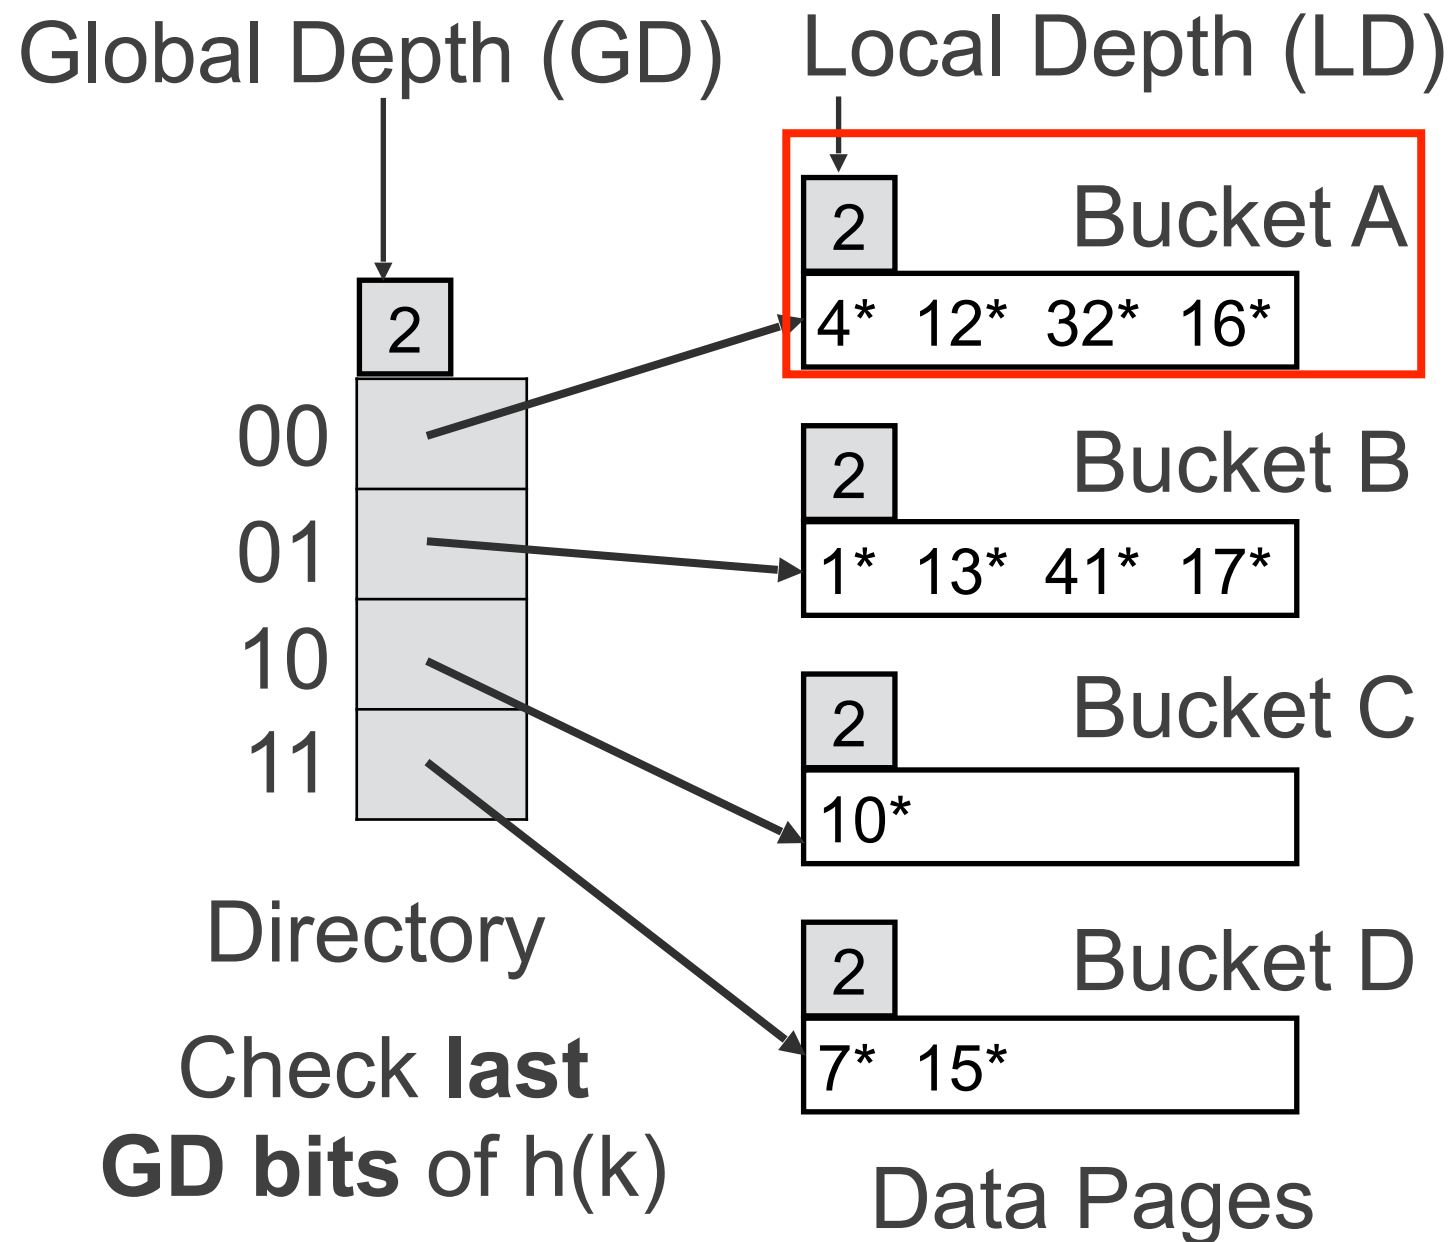 Global Depth (GD)
Local Depth (LD)
2
00
01
10
11
Directory
Check last
GD bits of h(k)
2
Bucket A
4* 12* 32* 16*
2
Bucket B
1* 13* 41* 17*
2
Bucket C
10*
2
Bucket D
7* 15*
Data Pages